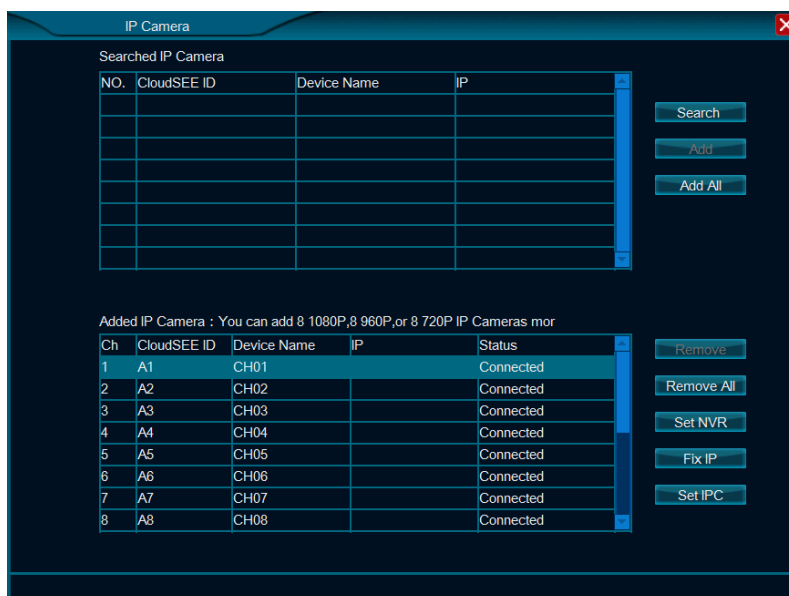 IP Camera
Searched IP Camera
NO. CloudSEE ID Device Name IP
Search
Add
Add All
Added IP Camera : You can add 8 1080P,8 960P,or 8 720P IP Cameras mor
Ch CloudSEE ID Device Name IP Status
1 A1 CH01 Connected
2 A2 CH02 Connected
3 A3 CH03 Connected
4 A4 CH04 Connected
5 A5 CH05 Connected
6 A6 CH06 Connected
7 A7 CH07 Connected
8 A8 CH08 Connected
Remove
Remove All
Set NVR
Fix IP
Set IPC